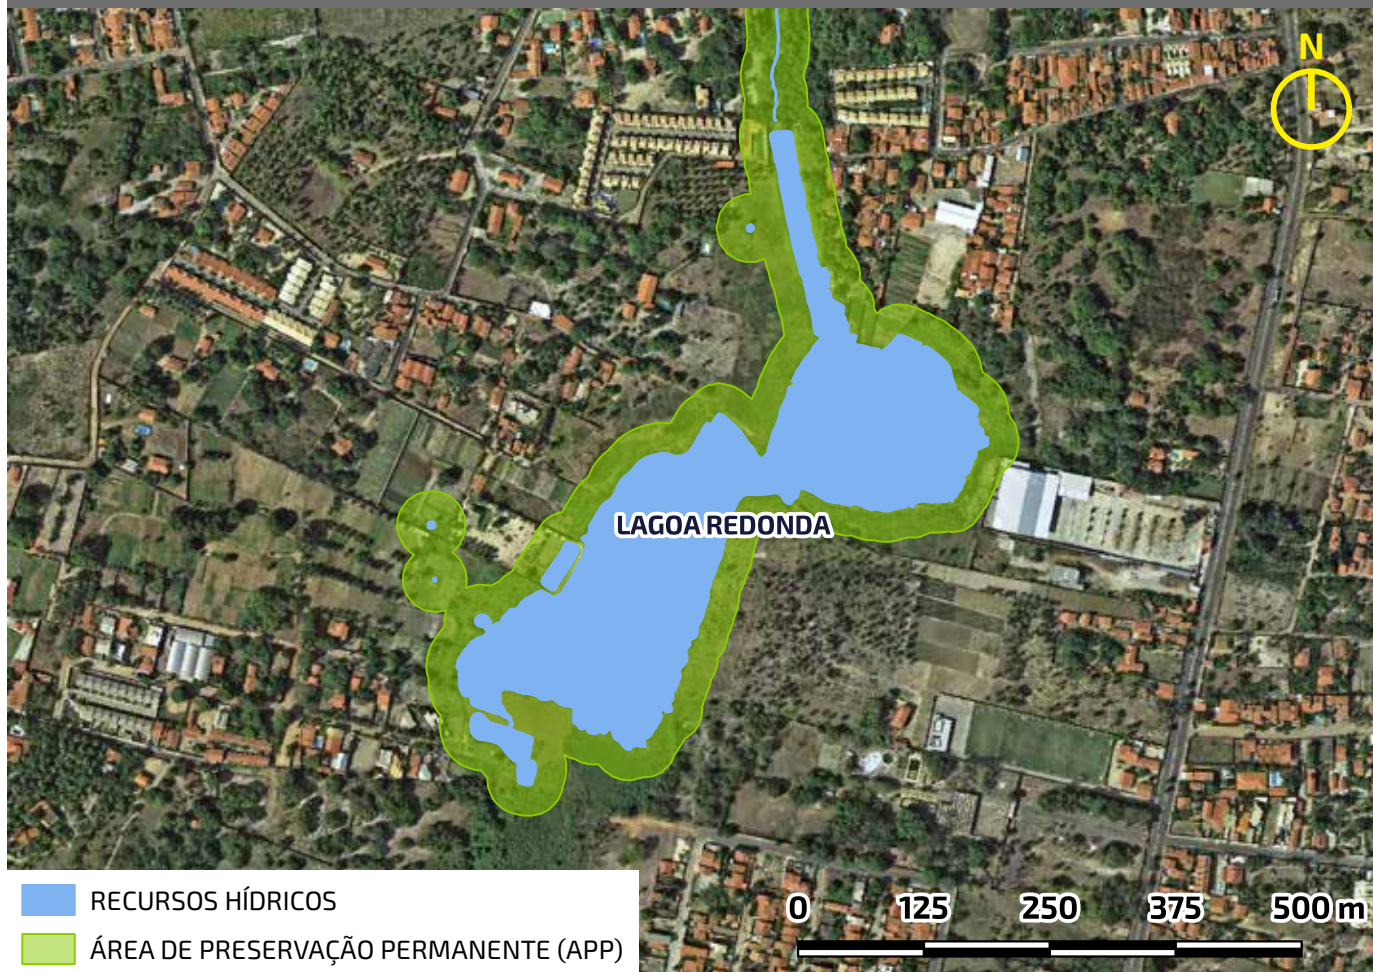 N
LAGOA REDONDA
RECURSOS HÍDRICOS
ÁREA DE PRESERVAÇÃO PERMANENTE (APP)
0 125 250 375 500 m